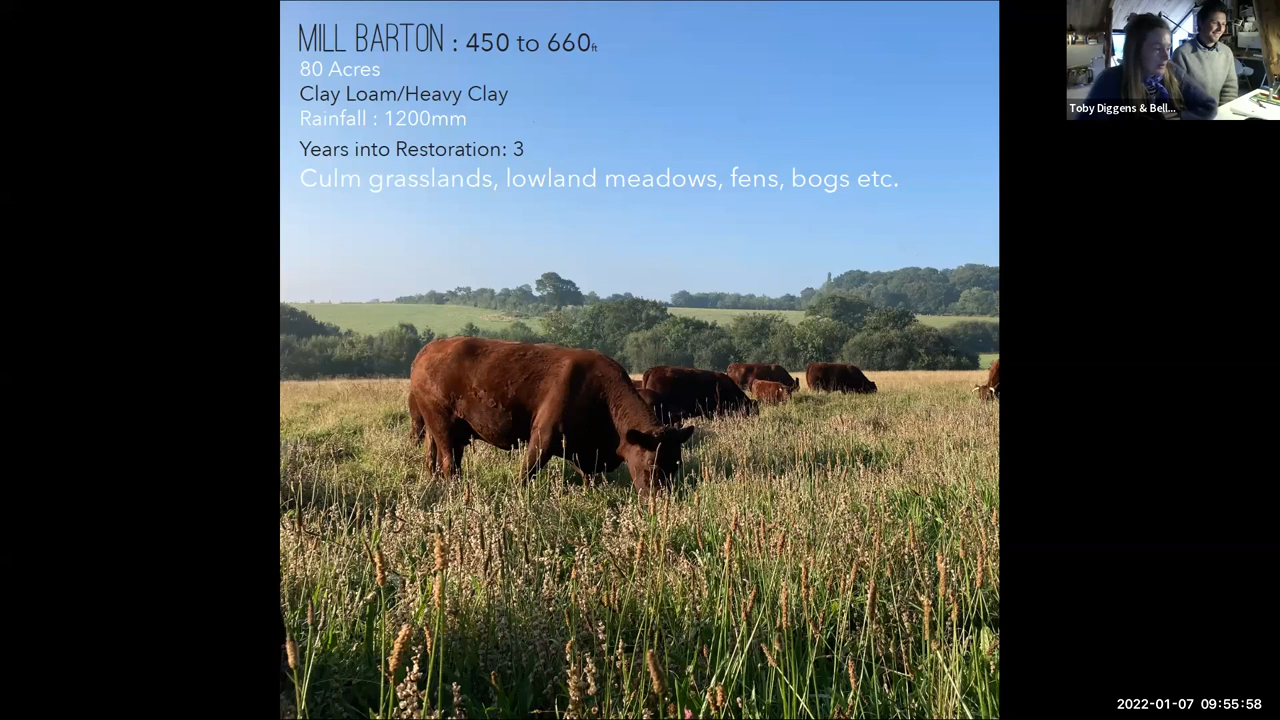 MILL BARTON : 450 to 660ft
80 Acres
Clay Loam/Heavy Clay
Rainfall : 1200mm
Years into Restoration: 3
Culm grasslands, lowland meadows, fens, bogs etc.
Toby Diggens & Bell...
2022-01-07 09:55:58